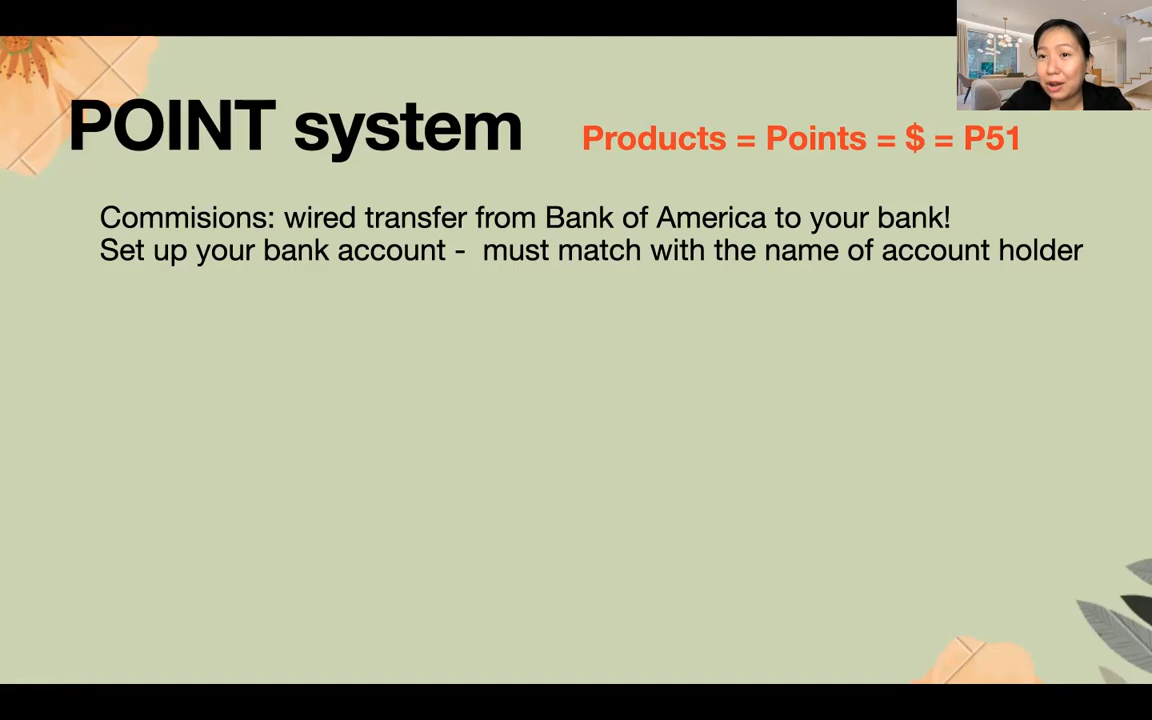 POINT system
Products = Points = $ = P51
Commisions: wired transfer from Bank of America to your bank!
Set up your bank account -  must match with the name of account holder